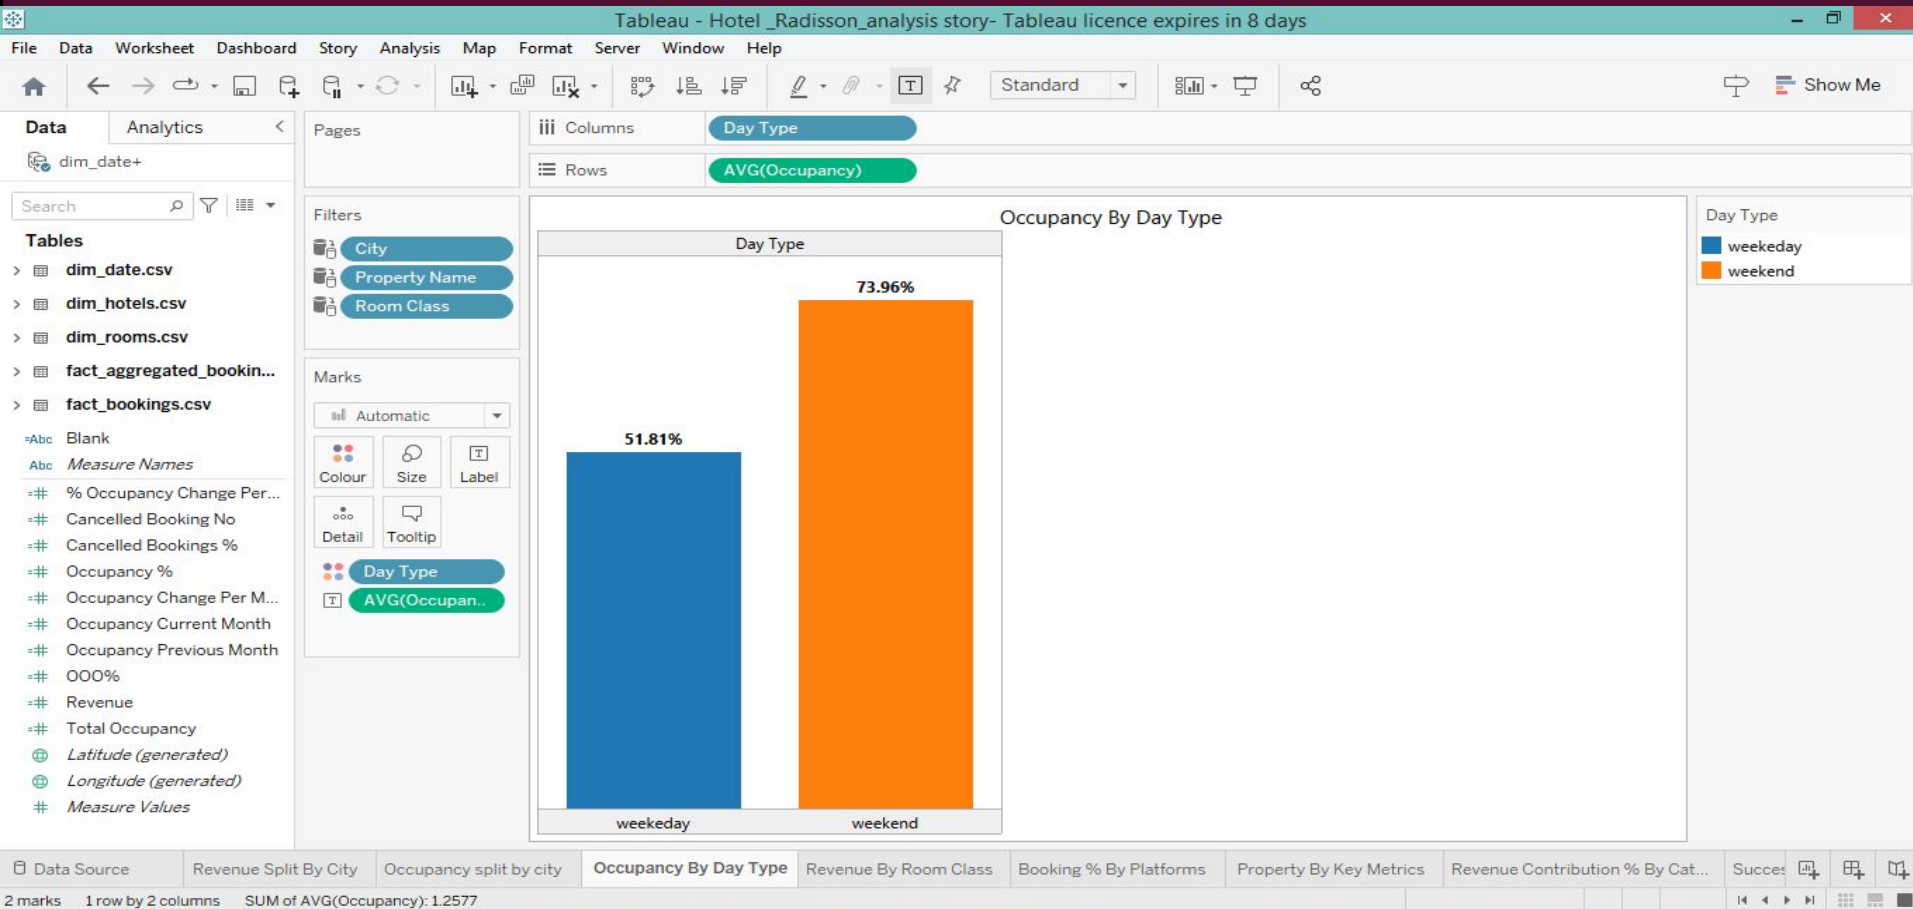 Tableau - Hotel _Radisson_analysis story- Tableau licence expires in 8 days
File Data Worksheet Dashboard Story Analysis Map Format Server Window Help
Standard
Show Me
Data Analytics
dim_date+
Search
Tables
dim_date.csv
dim_hotels.csv
dim_rooms.csv
fact_aggregated_bookin...
fact_bookings.csv
=Abc Blank
Abc Measure Names
=# % Occupancy Change Per...
=# Cancelled Booking No
=# Cancelled Bookings %
=# Occupancy %
=# Occupancy Change Per M...
=# Occupancy Current Month
=# Occupancy Previous Month
=# OOO%
=# Revenue
=# Total Occupancy
Latitude (generated)
Longitude (generated)
# Measure Values
Pages
Filters
City
Property Name
Room Class
Marks
Automatic
Colour Size Label
Detail Tooltip
Day Type
AVG(Occupan..
Columns Day Type
Rows AVG(Occupancy)
Occupancy By Day Type
Day Type
73.96%
51.81%
weekeday weekend
Day Type
weekeday
weekend
Data Source Revenue Split By City Occupancy split by city Occupancy By Day Type Revenue By Room Class Booking % By Platforms Property By Key Metrics Revenue Contribution % By Cat... Succes
2 marks 1 row by 2 columns SUM of AVG(Occupancy): 1.2577